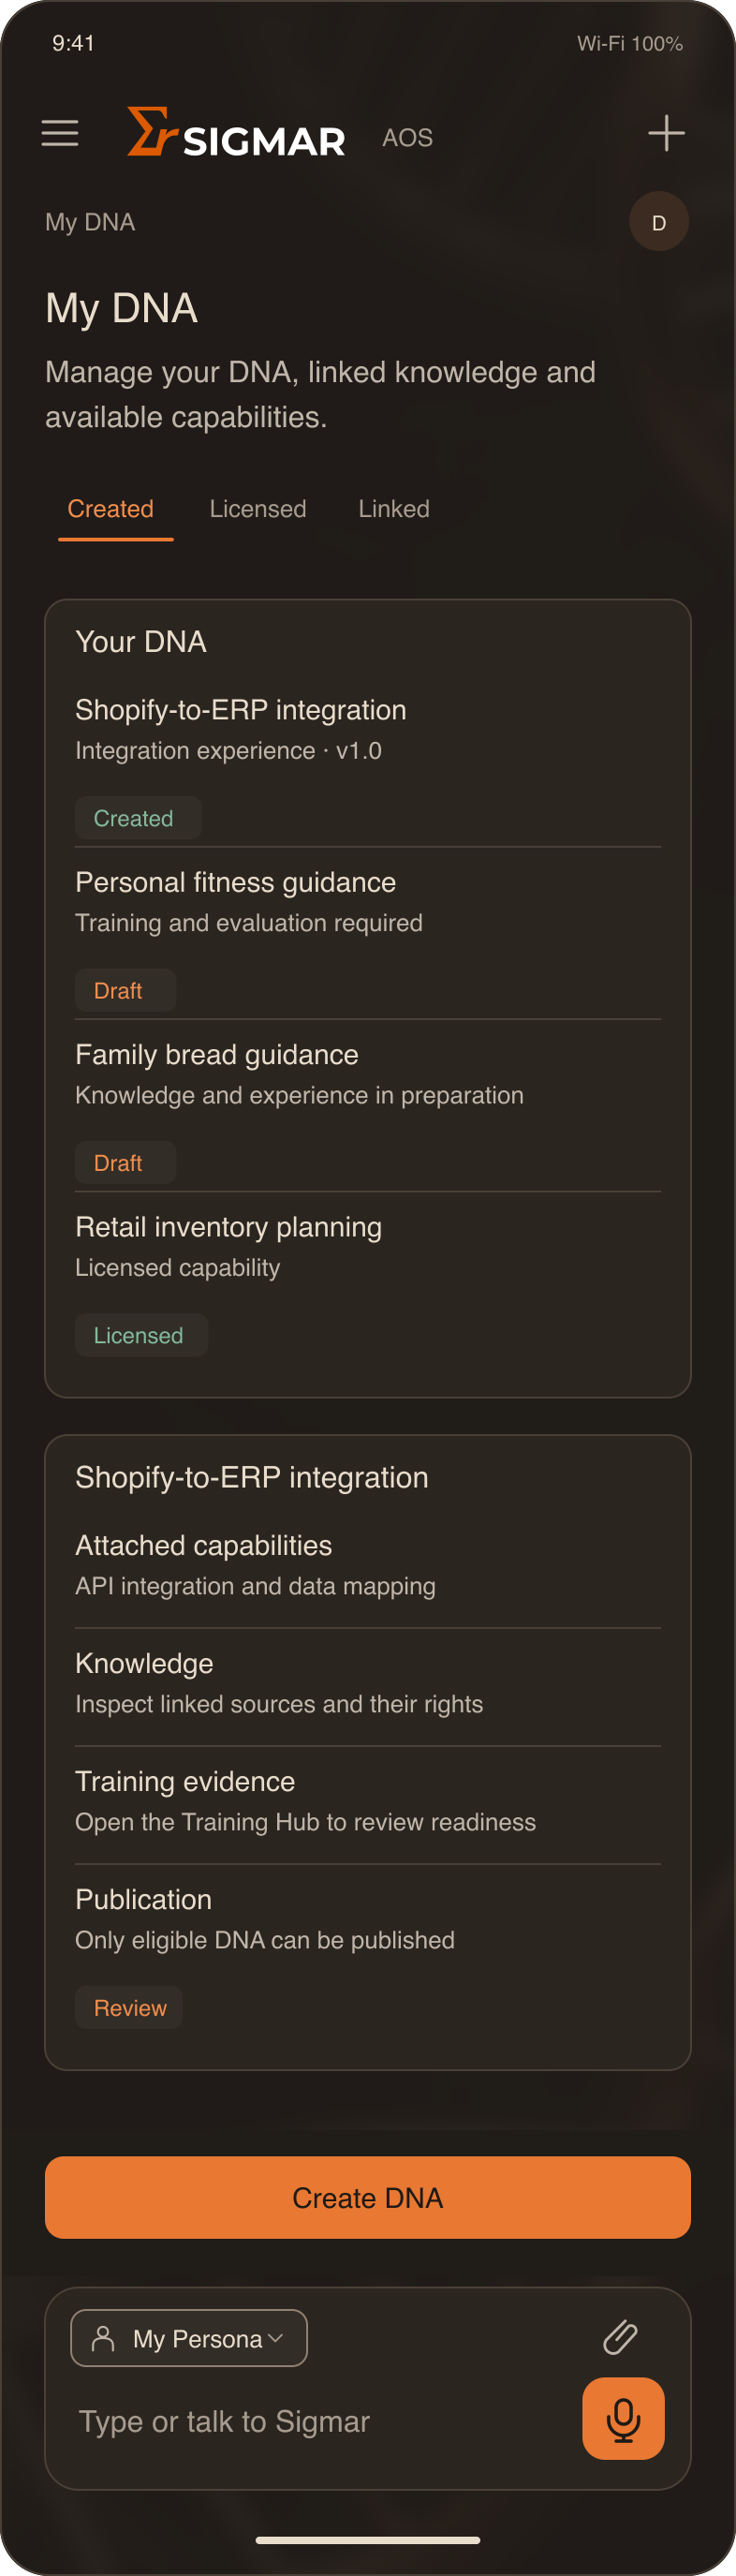 9:41
Wi-Fi 100%
Σr SIGMAR AOS
My DNA
D
My DNA
Manage your DNA, linked knowledge and
available capabilities.
Created Licensed Linked
Your DNA
Shopify-to-ERP integration
Integration experience · v1.0
Created
Personal fitness guidance
Training and evaluation required
Draft
Family bread guidance
Knowledge and experience in preparation
Draft
Retail inventory planning
Licensed capability
Licensed
Shopify-to-ERP integration
Attached capabilities
API integration and data mapping
Knowledge
Inspect linked sources and their rights
Training evidence
Open the Training Hub to review readiness
Publication
Only eligible DNA can be published
Review
Create DNA
My Persona
Type or talk to Sigmar